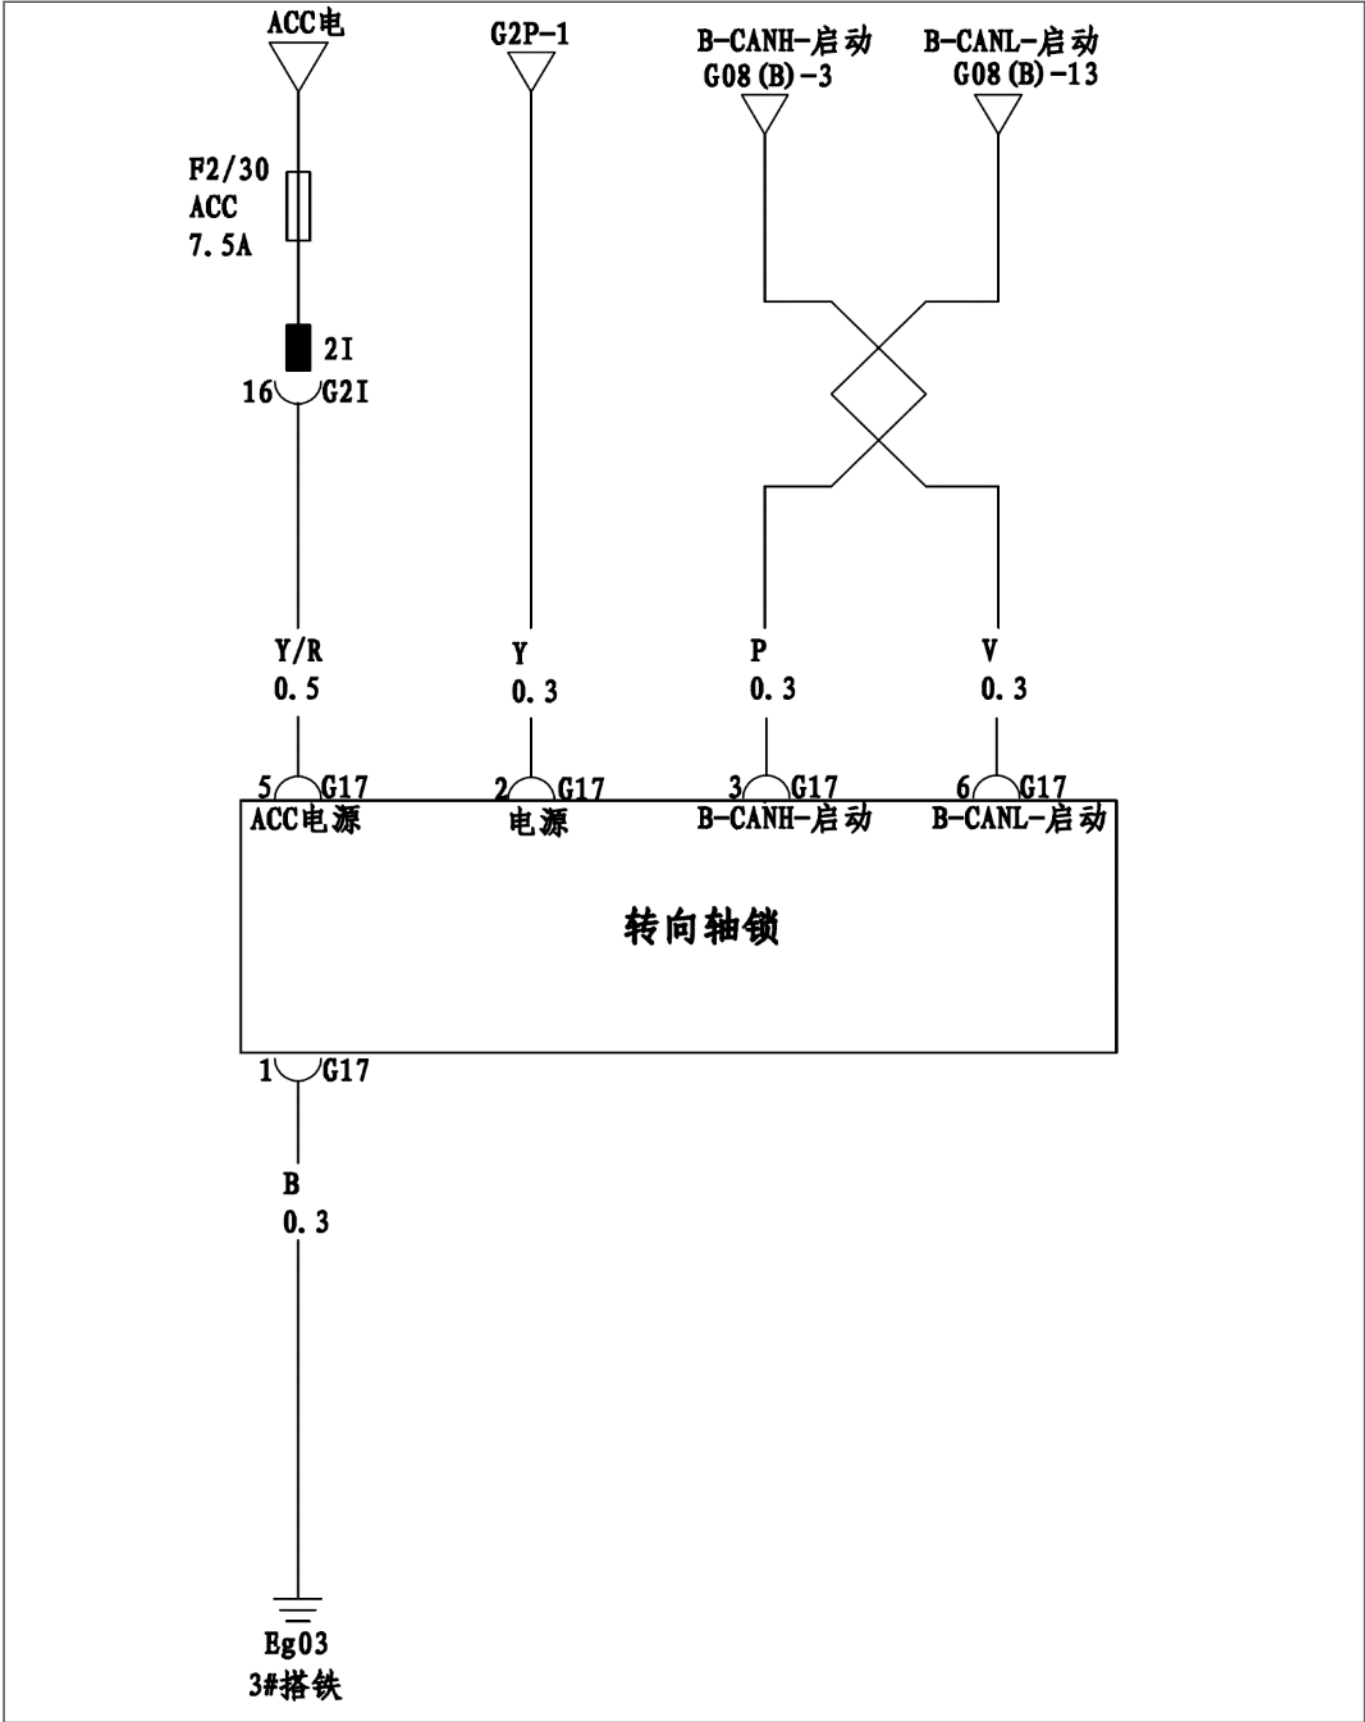 ACC电
G2P-1
B-CANH-启动
G08(B)-3
B-CANL-启动
G08(B)-13
F2/30
ACC
7.5A
2I
16 G2I
Y/R
0.5
Y
0.3
P
0.3
V
0.3
5 G17
2 G17
3 G17
6 G17
ACC电源
电源
B-CANH-启动
B-CANL-启动
转向轴锁
1 G17
B
0.3
Eg03
3#搭铁